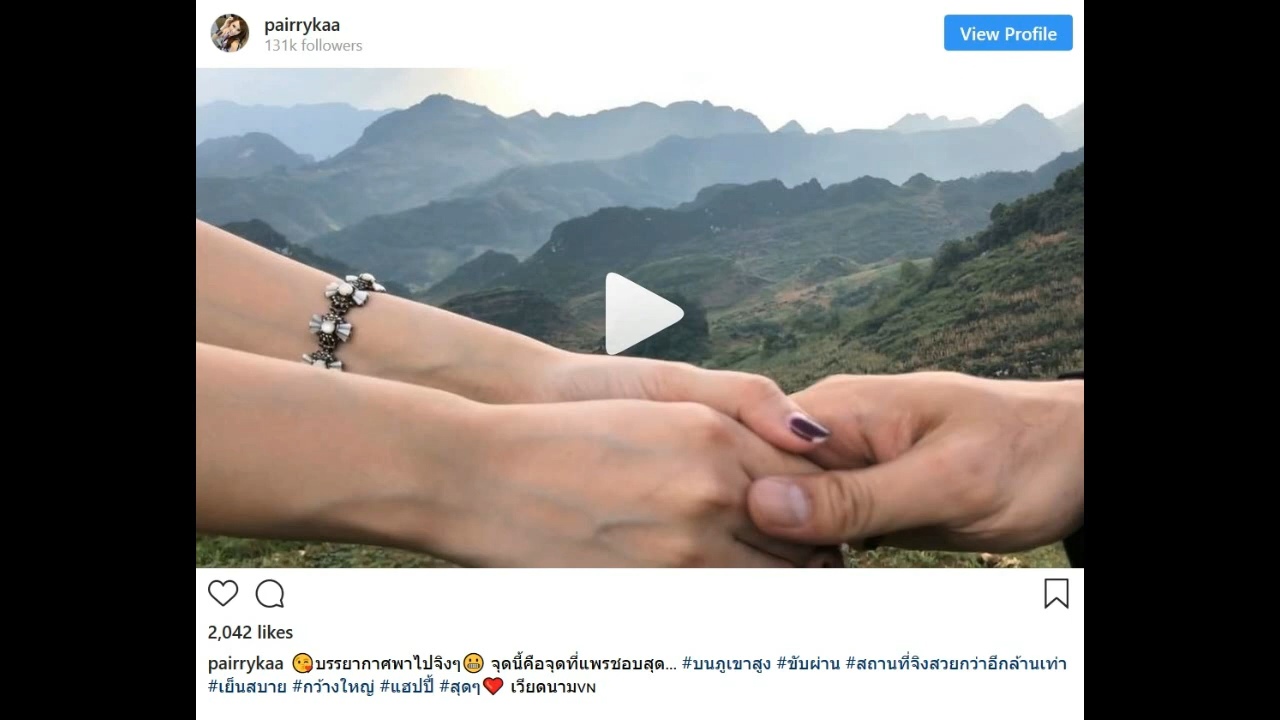 pairrykaa
131k followers
View Profile
2,042 likes
pairrykaa 😘บรรยากาศพาไปจิงๆ😬 จุดนี้คือจุดที่แพรชอบสุด... #บนภูเขาสูง #ขับผ่าน #สถานที่จิงสวยกว่าอีกล้านเท่า
#เย็นสบาย #กว้างใหญ่ #แฮปปี้ #สุดๆ❤️ เวียดนามVN